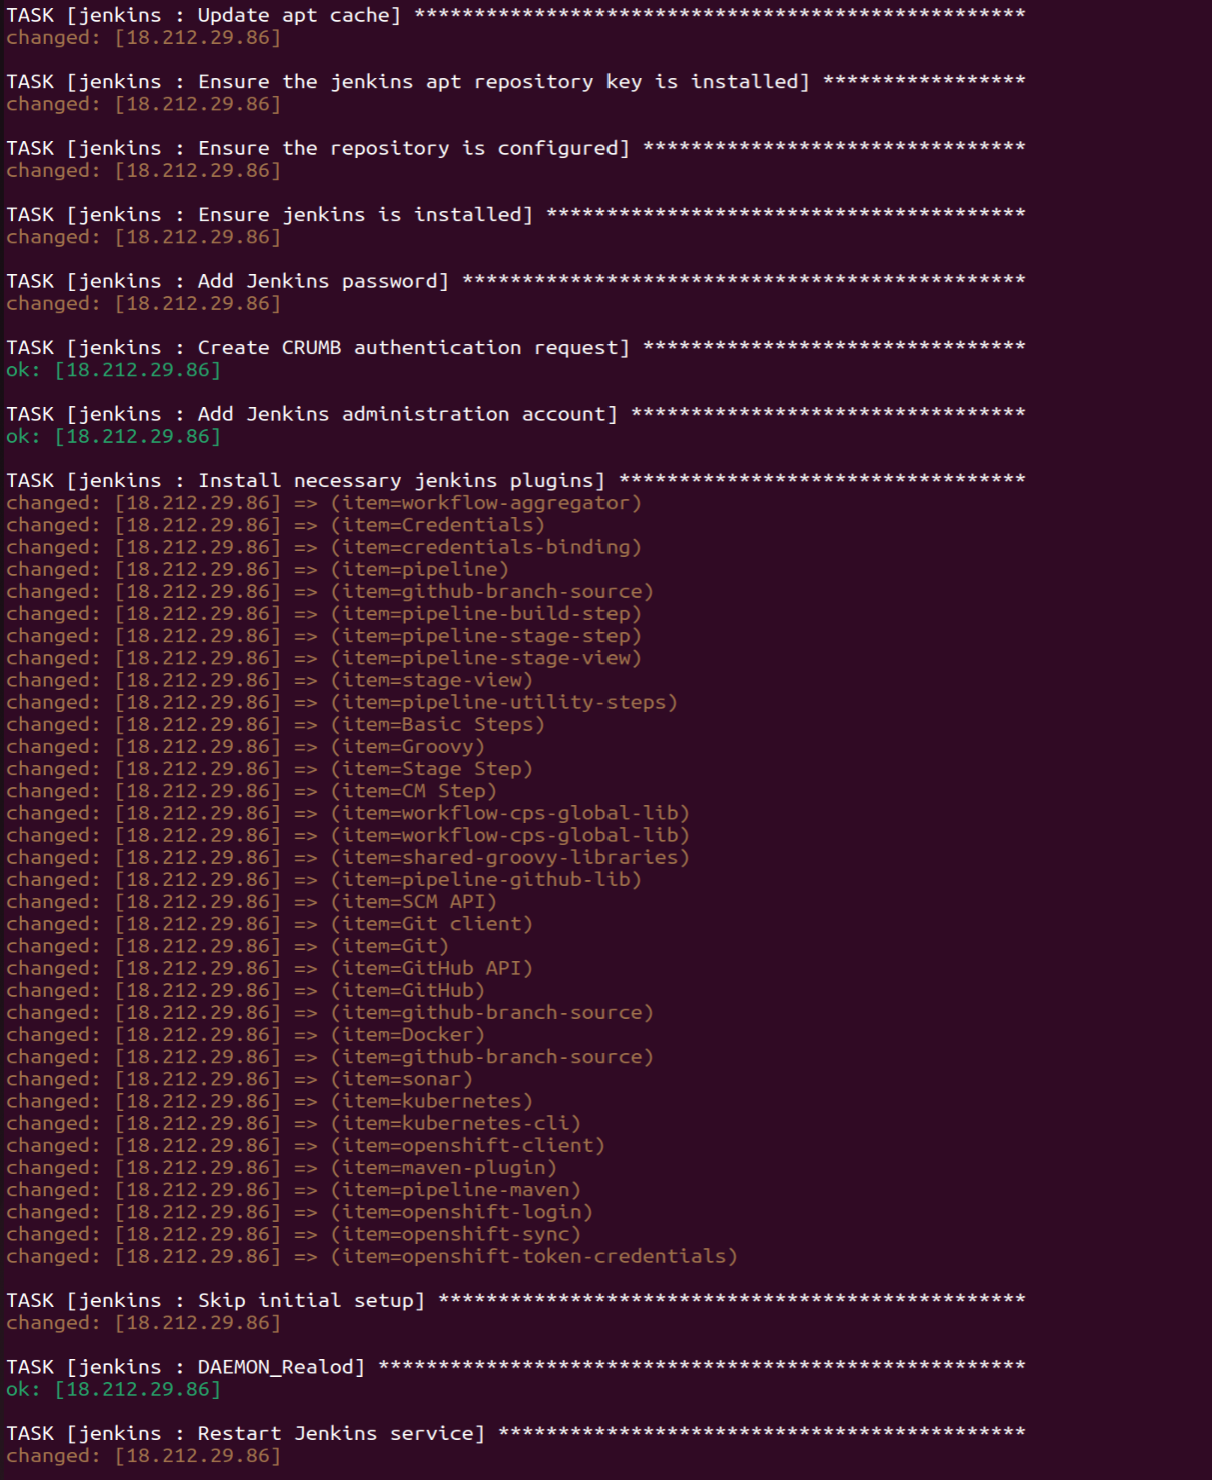 TASK [jenkins : Update apt cache] ***************************************************
changed: [18.212.29.86]
TASK [jenkins : Ensure the jenkins apt repository key is installed] *****************
changed: [18.212.29.86]
TASK [jenkins : Ensure the repository is configured] ********************************
changed: [18.212.29.86]
TASK [jenkins : Ensure jenkins is installed] ****************************************
changed: [18.212.29.86]
TASK [jenkins : Add Jenkins password] ***********************************************
changed: [18.212.29.86]
TASK [jenkins : Create CRUMB authentication request] ********************************
ok: [18.212.29.86]
TASK [jenkins : Add Jenkins administration account] *********************************
ok: [18.212.29.86]
TASK [jenkins : Install necessary jenkins plugins] **********************************
changed: [18.212.29.86] => (item=workflow-aggregator)
changed: [18.212.29.86] => (item=Credentials)
changed: [18.212.29.86] => (item=credentials-binding)
changed: [18.212.29.86] => (item=pipeline)
changed: [18.212.29.86] => (item=github-branch-source)
changed: [18.212.29.86] => (item=pipeline-build-step)
changed: [18.212.29.86] => (item=pipeline-stage-step)
changed: [18.212.29.86] => (item=pipeline-stage-view)
changed: [18.212.29.86] => (item=stage-view)
changed: [18.212.29.86] => (item=pipeline-utility-steps)
changed: [18.212.29.86] => (item=Basic Steps)
changed: [18.212.29.86] => (item=Groovy)
changed: [18.212.29.86] => (item=Stage Step)
changed: [18.212.29.86] => (item=CM Step)
changed: [18.212.29.86] => (item=workflow-cps-global-lib)
changed: [18.212.29.86] => (item=workflow-cps-global-lib)
changed: [18.212.29.86] => (item=shared-groovy-libraries)
changed: [18.212.29.86] => (item=pipeline-github-lib)
changed: [18.212.29.86] => (item=SCM API)
changed: [18.212.29.86] => (item=Git client)
changed: [18.212.29.86] => (item=Git)
changed: [18.212.29.86] => (item=GitHub API)
changed: [18.212.29.86] => (item=GitHub)
changed: [18.212.29.86] => (item=github-branch-source)
changed: [18.212.29.86] => (item=Docker)
changed: [18.212.29.86] => (item=github-branch-source)
changed: [18.212.29.86] => (item=sonar)
changed: [18.212.29.86] => (item=kubernetes)
changed: [18.212.29.86] => (item=kubernetes-cli)
changed: [18.212.29.86] => (item=openshift-client)
changed: [18.212.29.86] => (item=maven-plugin)
changed: [18.212.29.86] => (item=pipeline-maven)
changed: [18.212.29.86] => (item=openshift-login)
changed: [18.212.29.86] => (item=openshift-sync)
changed: [18.212.29.86] => (item=openshift-token-credentials)
TASK [jenkins : Skip initial setup] *************************************************
changed: [18.212.29.86]
TASK [jenkins : DAEMON_Realod] ******************************************************
ok: [18.212.29.86]
TASK [jenkins : Restart Jenkins service] ********************************************
changed: [18.212.29.86]